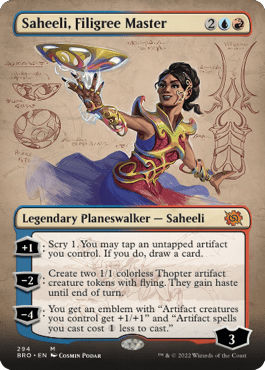 Saheeli, Filigree Master 2
Legendary Planeswalker — Saheeli
+1: Scry 1. You may tap an untapped artifact
you control. If you do, draw a card.
−2: Create two 1/1 colorless Thopter artifact
creature tokens with flying. They gain haste
until end of turn.
−4: You get an emblem with “Artifact creatures
you control get +1/+1” and “Artifact spells
you cast cost 1 less to cast.”
3
294 M
BRO • EN COSMIN PODAR
™ & © 2022 Wizards of the Coast